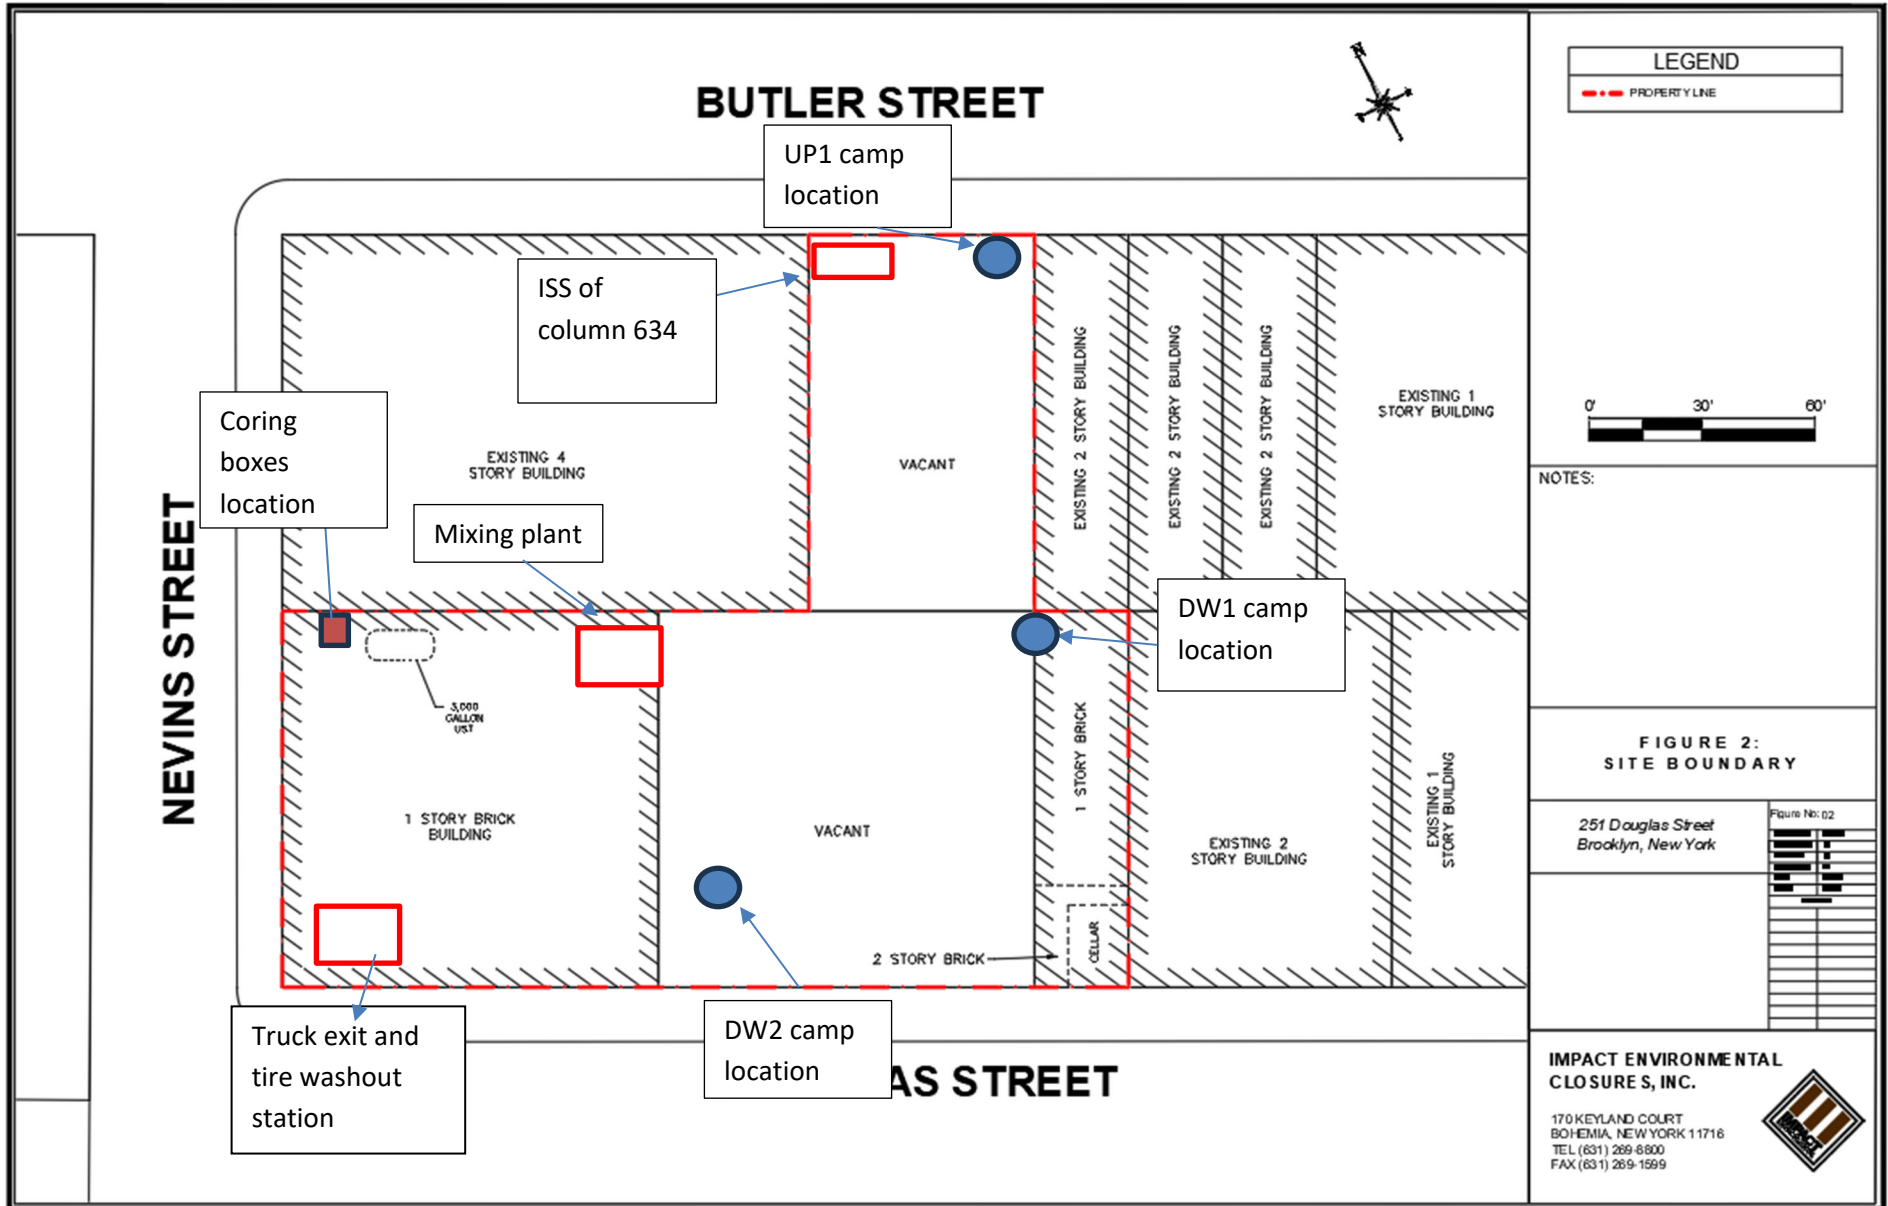 BUTLER STREET
N
UP1 camp
location
ISS of
column 634
Coring
boxes
location
EXISTING 4
STORY BUILDING
Mixing plant
VACANT
EXISTING 2 STORY BUILDING
EXISTING 2 STORY BUILDING
EXISTING 2 STORY BUILDING
EXISTING 1
STORY BUILDING
NEVINS STREET
DW1 camp
location
3,000
GALLON
UST
1 STORY BRICK
BUILDING
VACANT
1 STORY BRICK
EXISTING 2
STORY BUILDING
EXISTING 1
STORY BUILDING
2 STORY BRICK
CELLAR
Truck exit and
tire washout
station
DW2 camp
location
AS STREET
LEGEND
PROPERTY LINE
0' 30' 60'
NOTES:
FIGURE 2:
SITE BOUNDARY
251 Douglas Street
Brooklyn, New York
Figure No: 02
IMPACT ENVIRONMENTAL
CLOSURES, INC.
170 KEYLAND COURT
BOHEMIA, NEW YORK 11716
TEL (631) 269-8800
FAX (631) 269-1599
IMPACT